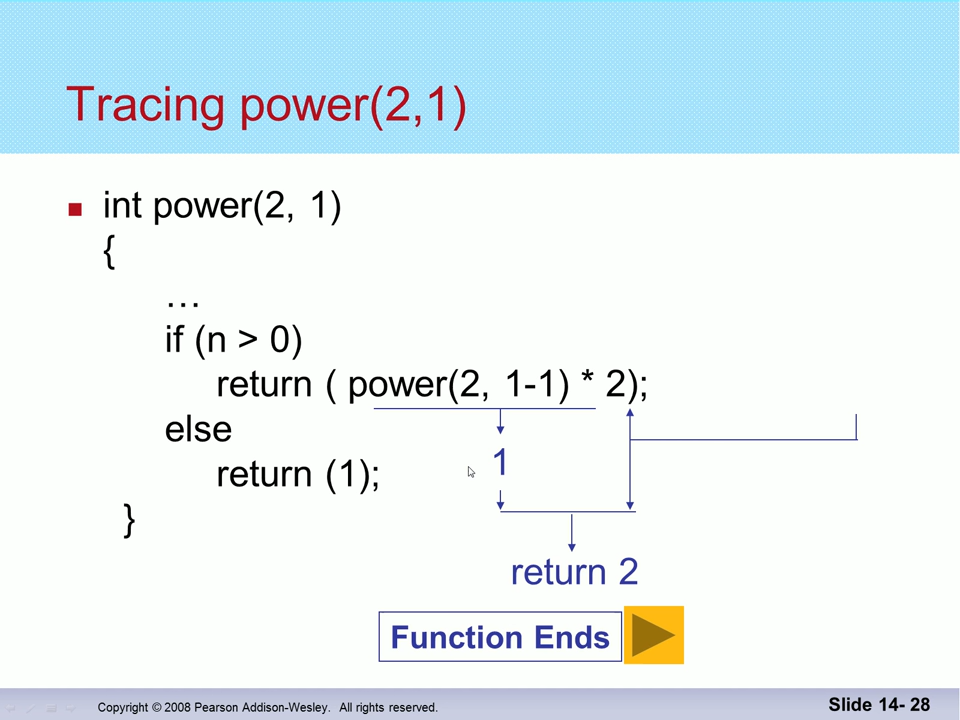 Tracing power(2,1)
int power(2, 1)
{
…
if (n > 0)
return ( power(2, 1-1) * 2);
else
return (1);
1
}
return 2
Function Ends
Copyright © 2008 Pearson Addison-Wesley. All rights reserved.
Slide 14- 28